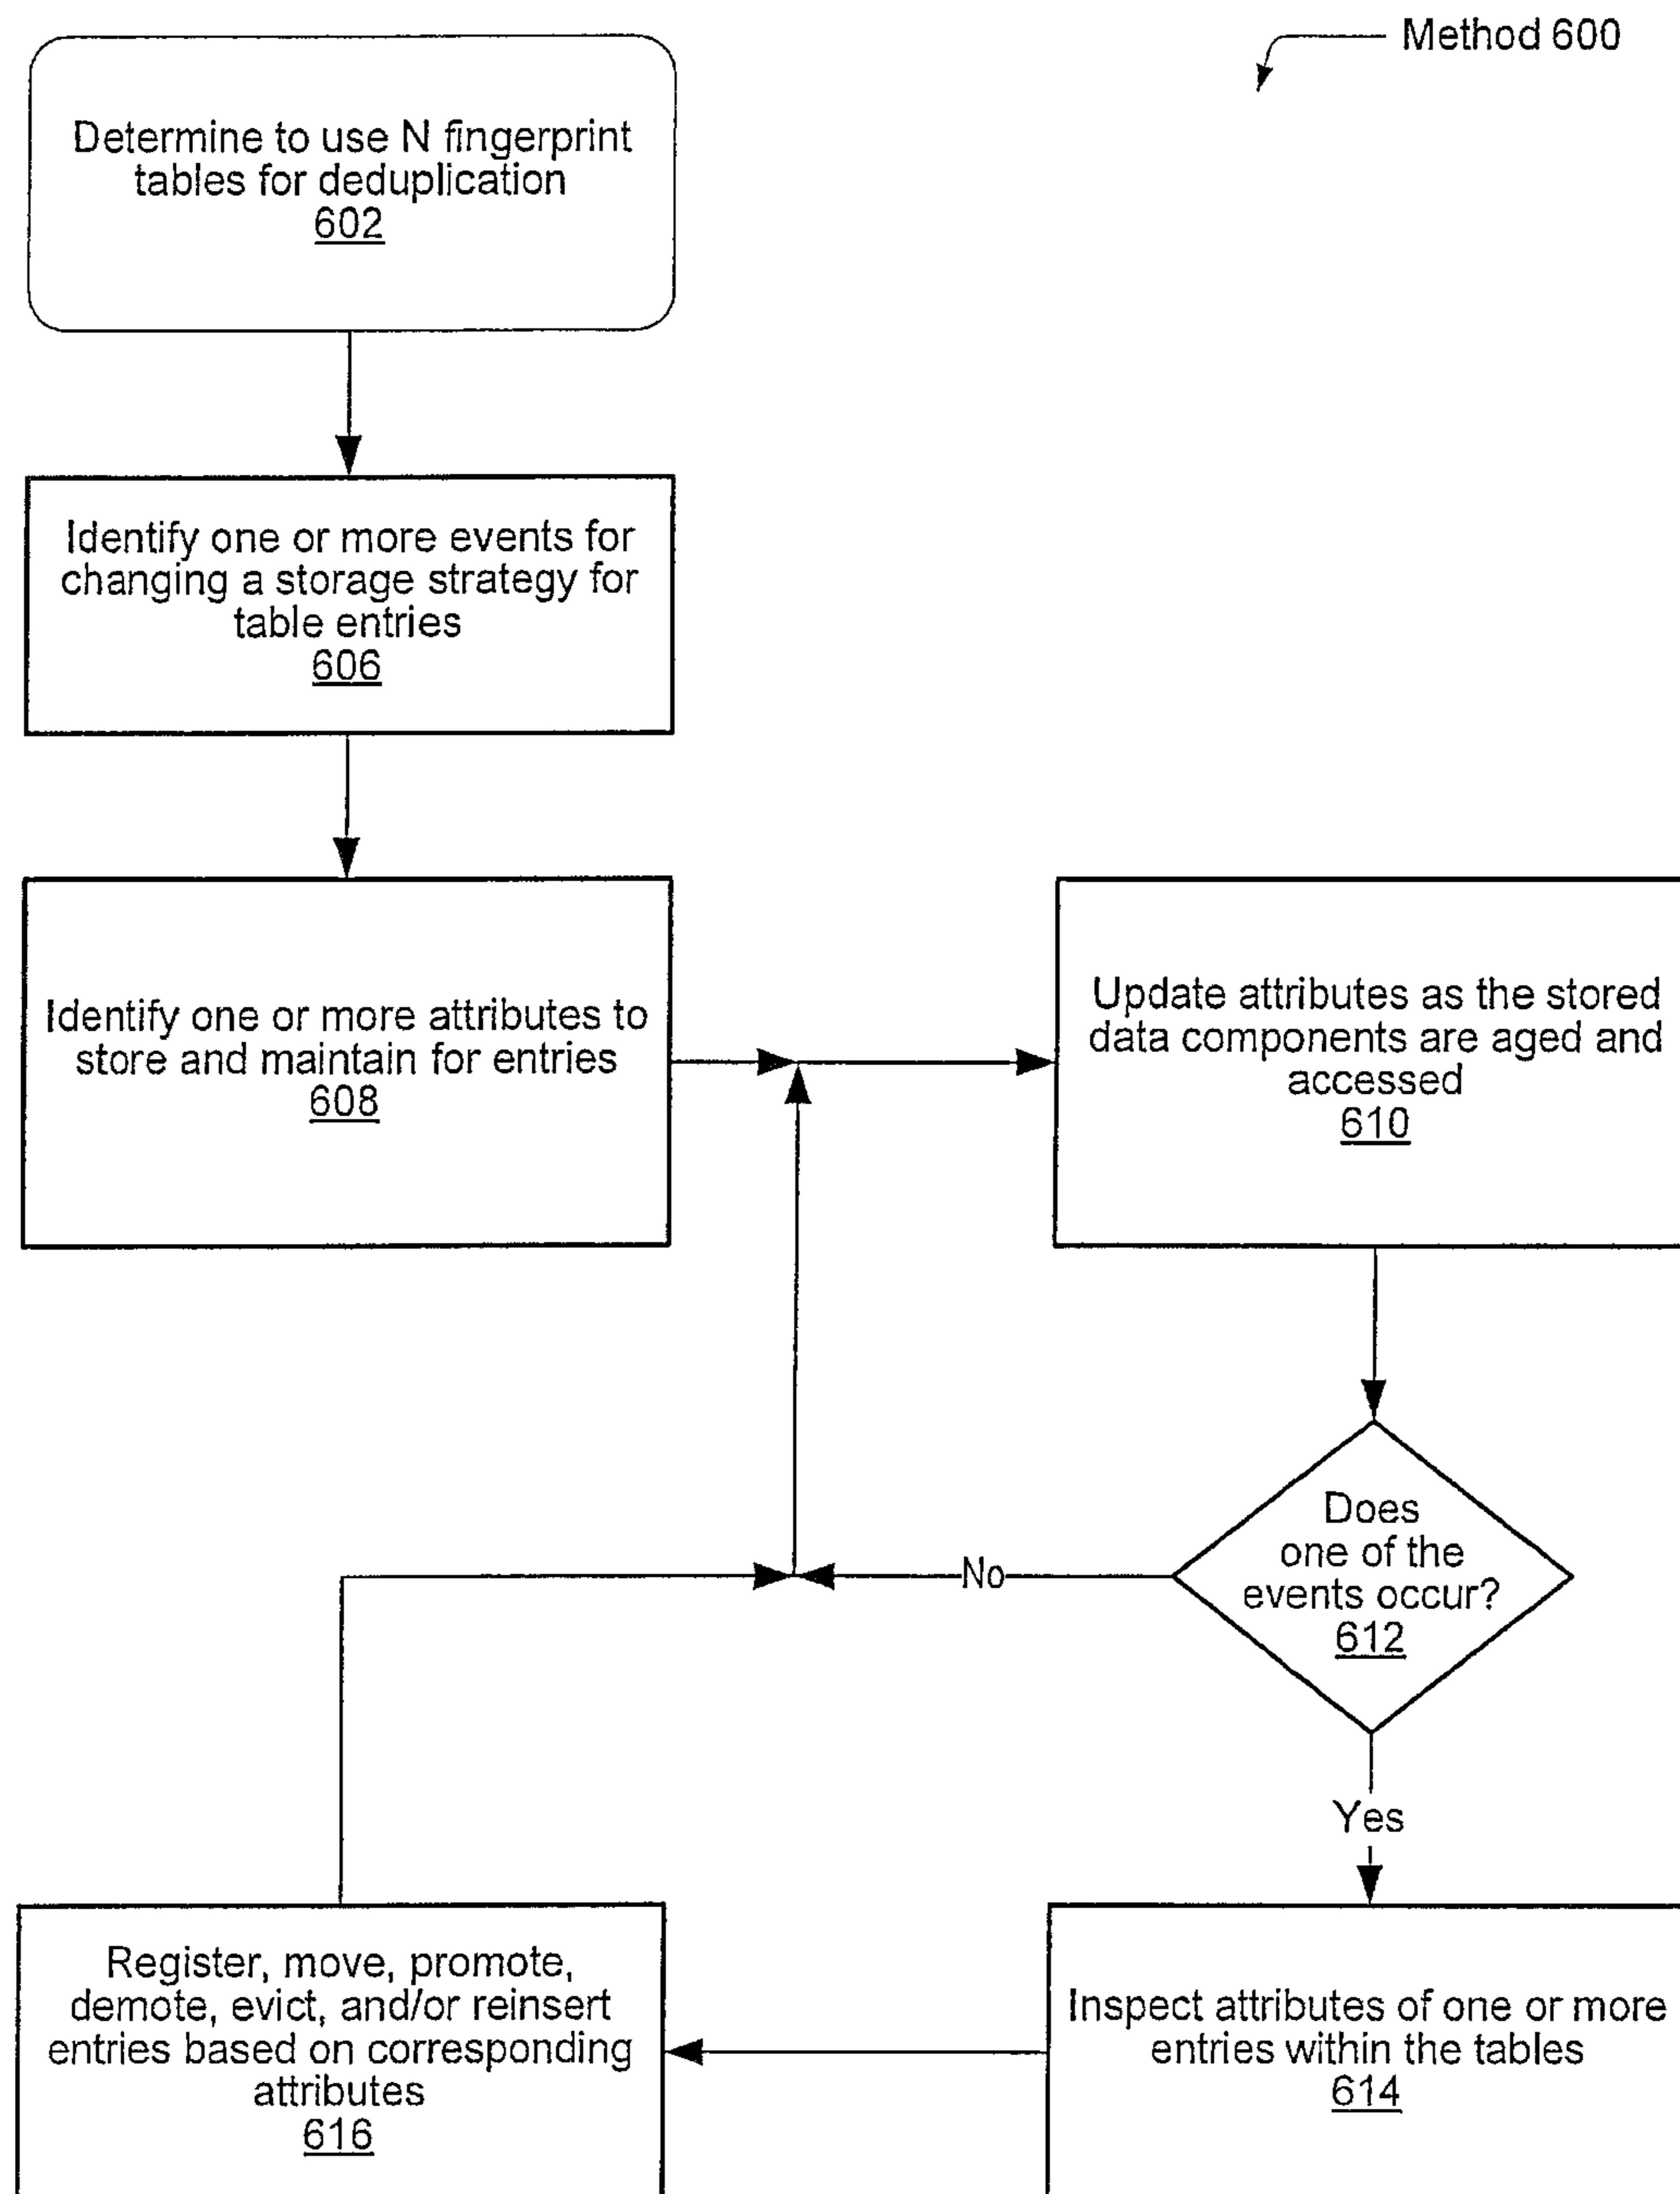 Method 600
Determine to use N fingerprint
tables for deduplication
602
Identify one or more events for
changing a storage strategy for
table entries
606
Identify one or more attributes to
store and maintain for entries
608
Update attributes as the stored
data components are aged and
accessed
610
Does
one of the
events occur?
612
No
Yes
Inspect attributes of one or more
entries within the tables
614
Register, move, promote,
demote, evict, and/or reinsert
entries based on corresponding
attributes
616